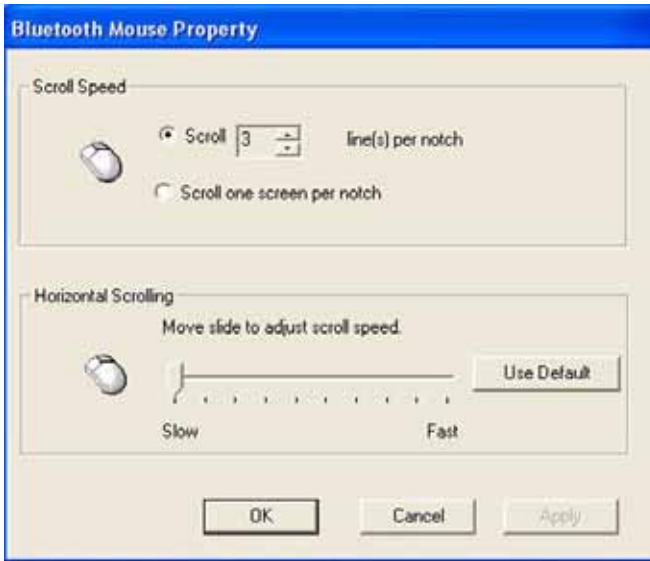 Bluetooth Mouse Property
Scroll Speed
Scroll 3 line(s) per notch
Scroll one screen per notch
Horizontal Scrolling
Move slide to adjust scroll speed.
Use Default
Slow Fast
OK Cancel Apply